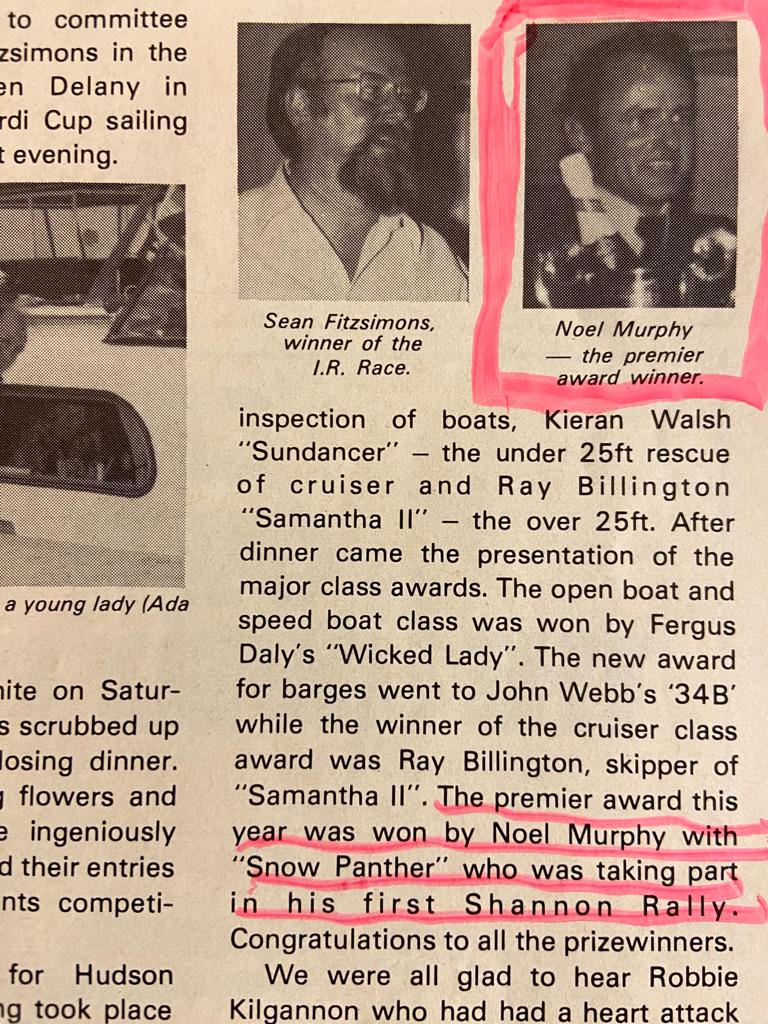 to committee
zsimons in the
en Delany in
rdi Cup sailing
t evening.
a young lady (Ada
nite on Satur-
s scrubbed up
losing dinner.
g flowers and
e ingeniously
d their entries
nts competi-
for Hudson
ng took place
Sean Fitzsimons,
winner of the
I.R. Race.
Noel Murphy
— the premier
award winner.
inspection of boats, Kieran Walsh
"Sundancer" — the under 25ft rescue
of cruiser and Ray Billington
"Samantha II" — the over 25ft. After
dinner came the presentation of the
major class awards. The open boat and
speed boat class was won by Fergus
Daly's "Wicked Lady". The new award
for barges went to John Webb's '34B'
while the winner of the cruiser class
award was Ray Billington, skipper of
"Samantha II". The premier award this
year was won by Noel Murphy with
"Snow Panther" who was taking part
in his first Shannon Rally.
Congratulations to all the prizewinners.
We were all glad to hear Robbie
Kilgannon who had had a heart attack